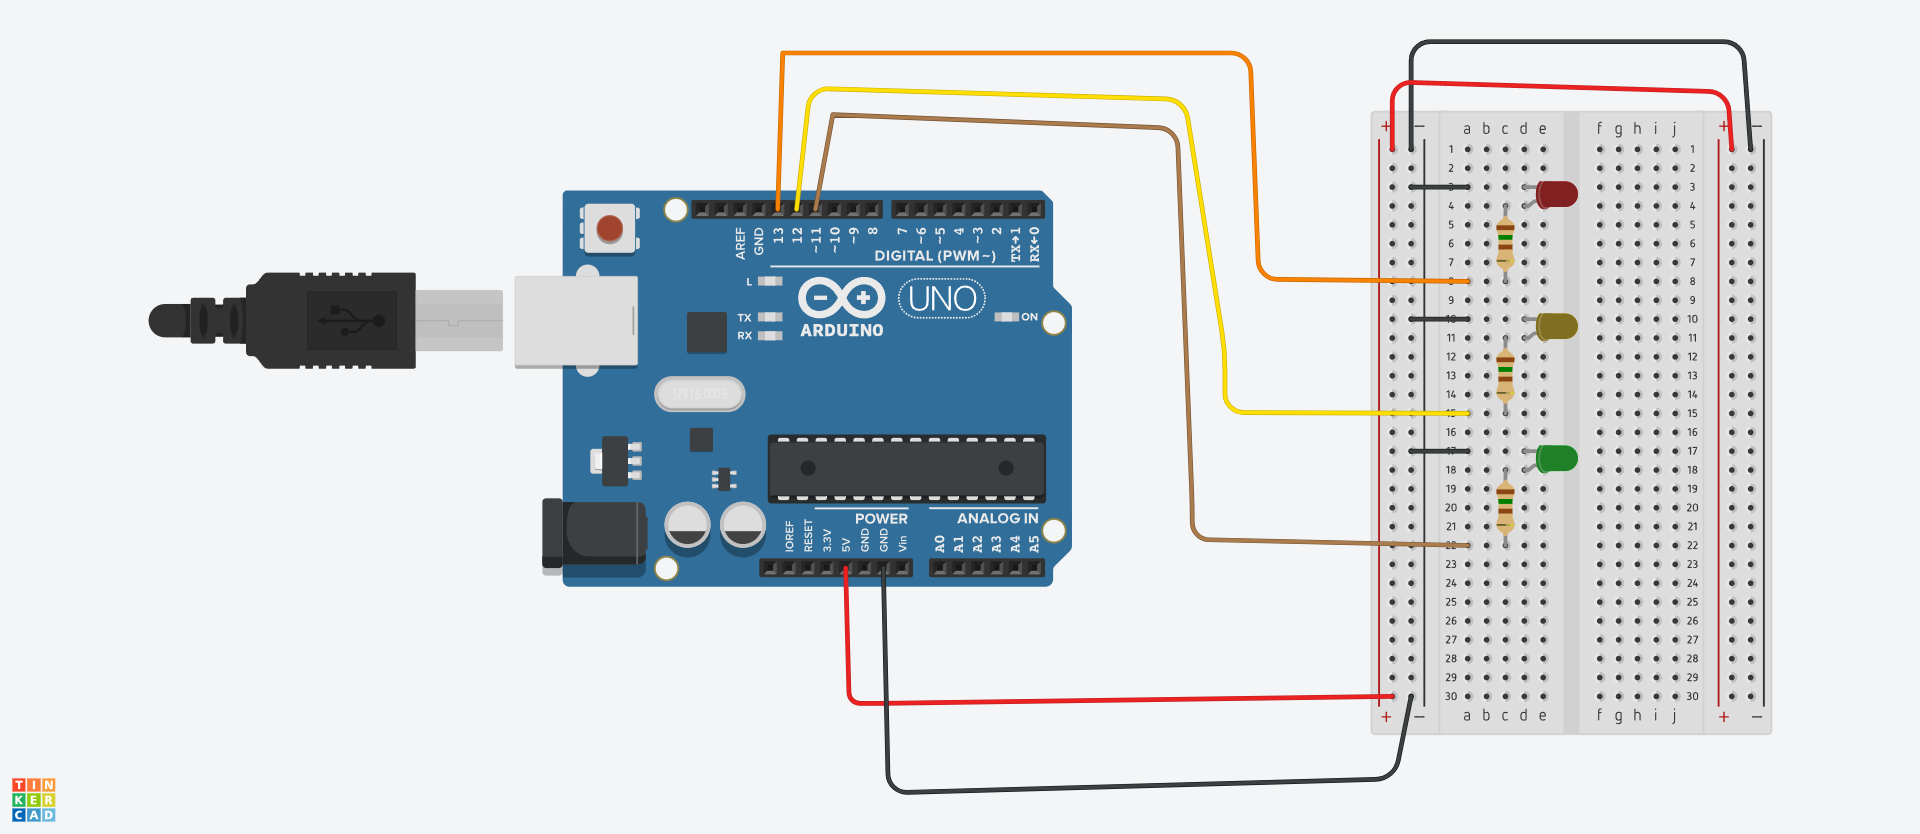 AREF
GND
13
12
~11
~10
~9
8
7
~6
~5
4
~3
2
TX→1
RX←0
DIGITAL (PWM~)
L
TX
RX
ARDUINO
UNO
ON
SPK16.000G
POWER
ANALOG IN
IOREF
RESET
3.3V
5V
GND
GND
Vin
A0
A1
A2
A3
A4
A5
+ − a b c d e f g h i j + −
1 1
2 2
3 3
4 4
5 5
6 6
7 7
8 8
9 9
10 10
11 11
12 12
13 13
14 14
15 15
16 16
17 17
18 18
19 19
20 20
21 21
22 22
23 23
24 24
25 25
26 26
27 27
28 28
29 29
30 30
+ − a b c d e f g h i j + −
TIN
KER
CAD